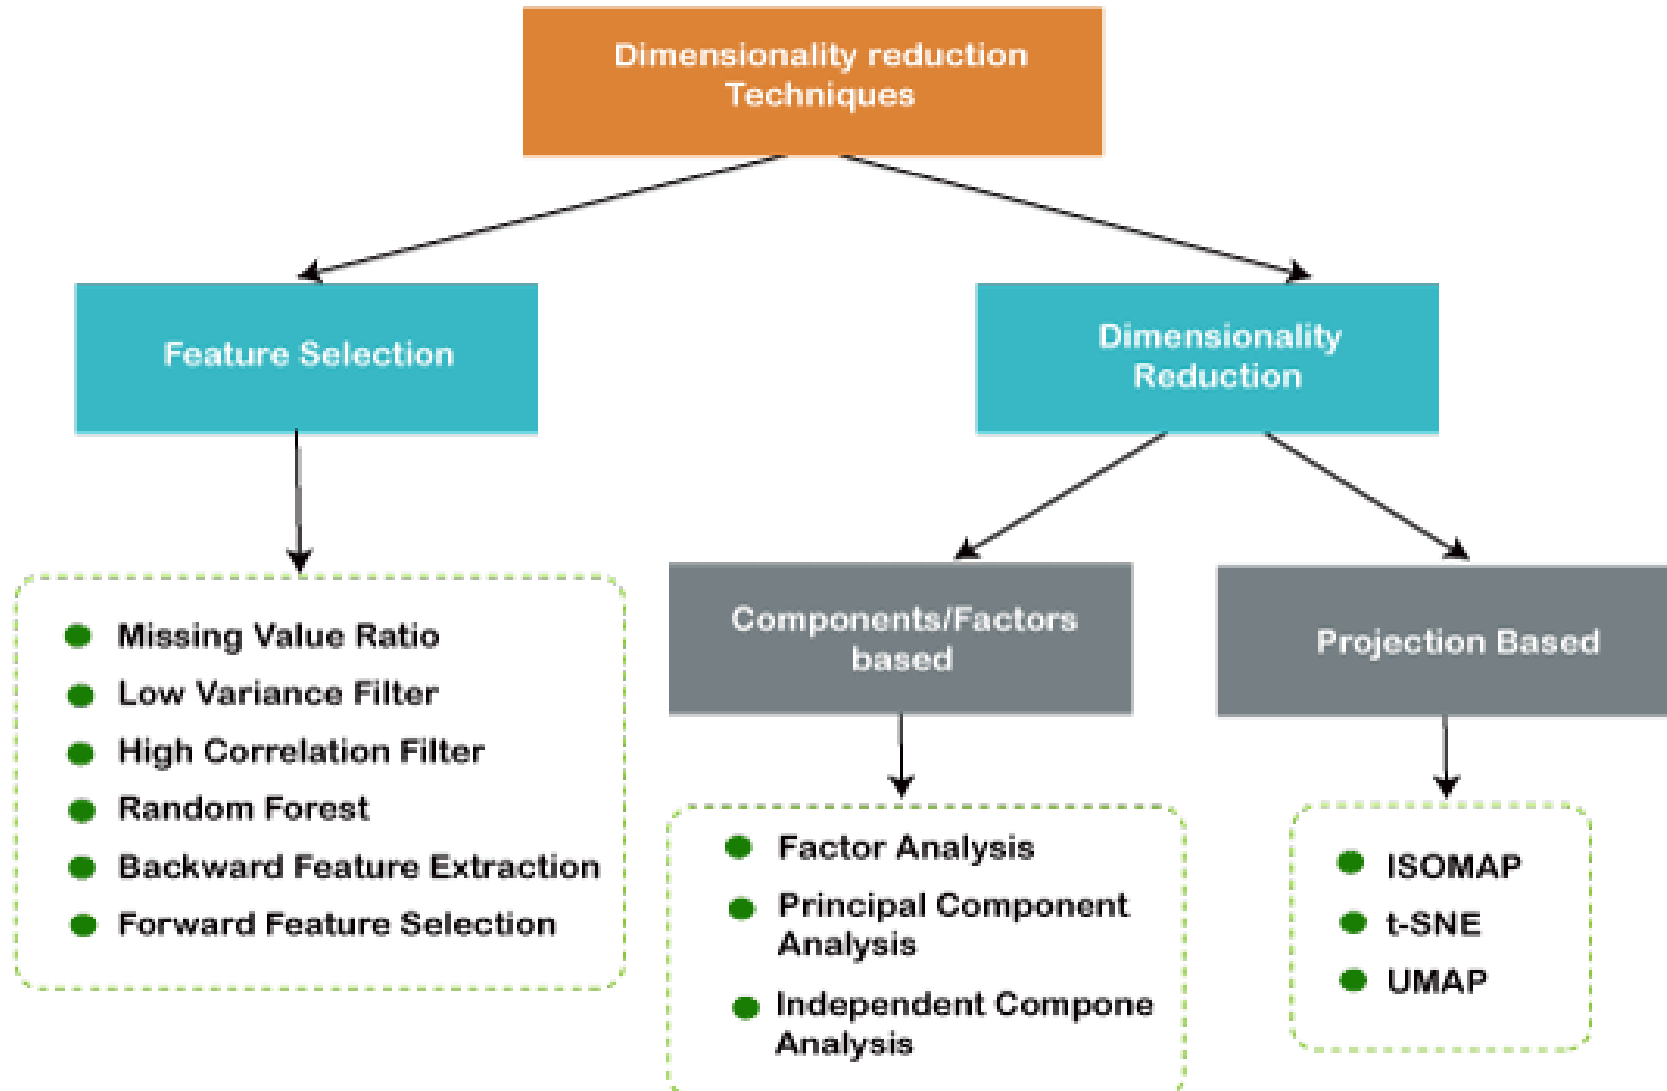 Dimensionality reduction
Techniques
Feature Selection
Dimensionality
Reduction
Missing Value Ratio
Low Variance Filter
High Correlation Filter
Random Forest
Backward Feature Extraction
Forward Feature Selection
Components/Factors
based
Factor Analysis
Principal Component
Analysis
Independent Compone
Analysis
Projection Based
ISOMAP
t-SNE
UMAP